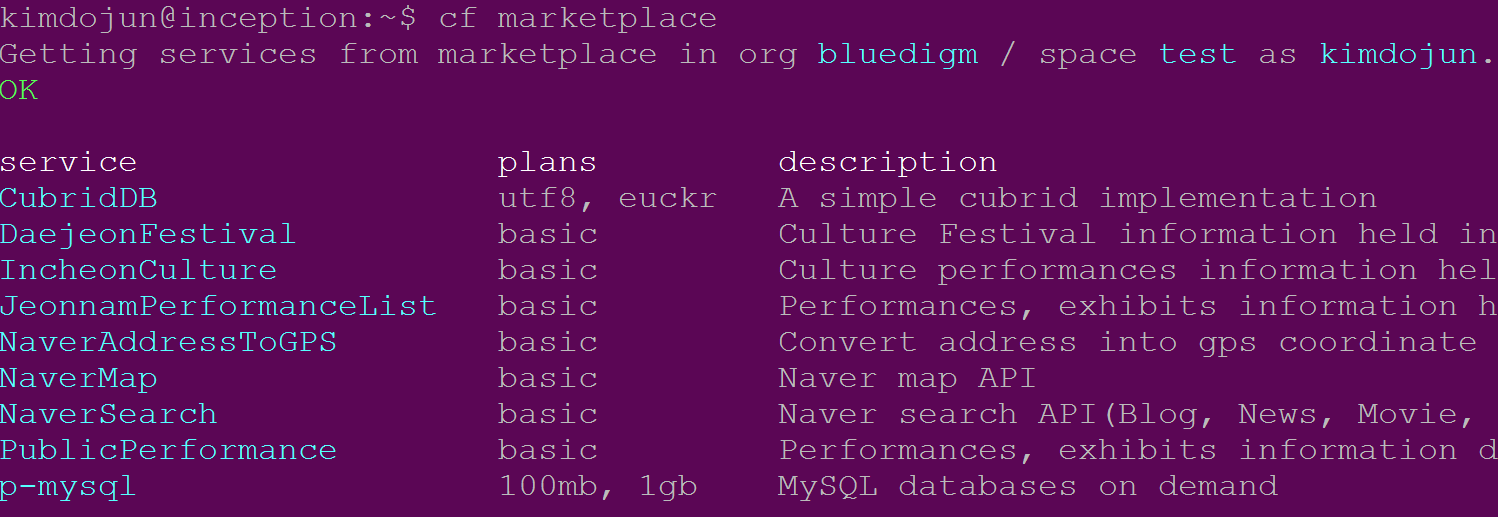 kimdojun@inception:~$ cf marketplace
Getting services from marketplace in org bluedigm / space test as kimdojun.
OK
service plans description
CubridDB utf8, euckr A simple cubrid implementation
DaejeonFestival basic Culture Festival information held in
IncheonCulture basic Culture performances information hel
JeonnamPerformanceList basic Performances, exhibits information h
NaverAddressToGPS basic Convert address into gps coordinate
NaverMap basic Naver map API
NaverSearch basic Naver search API(Blog, News, Movie,
PublicPerformance basic Performances, exhibits information d
p-mysql 100mb, 1gb MySQL databases on demand